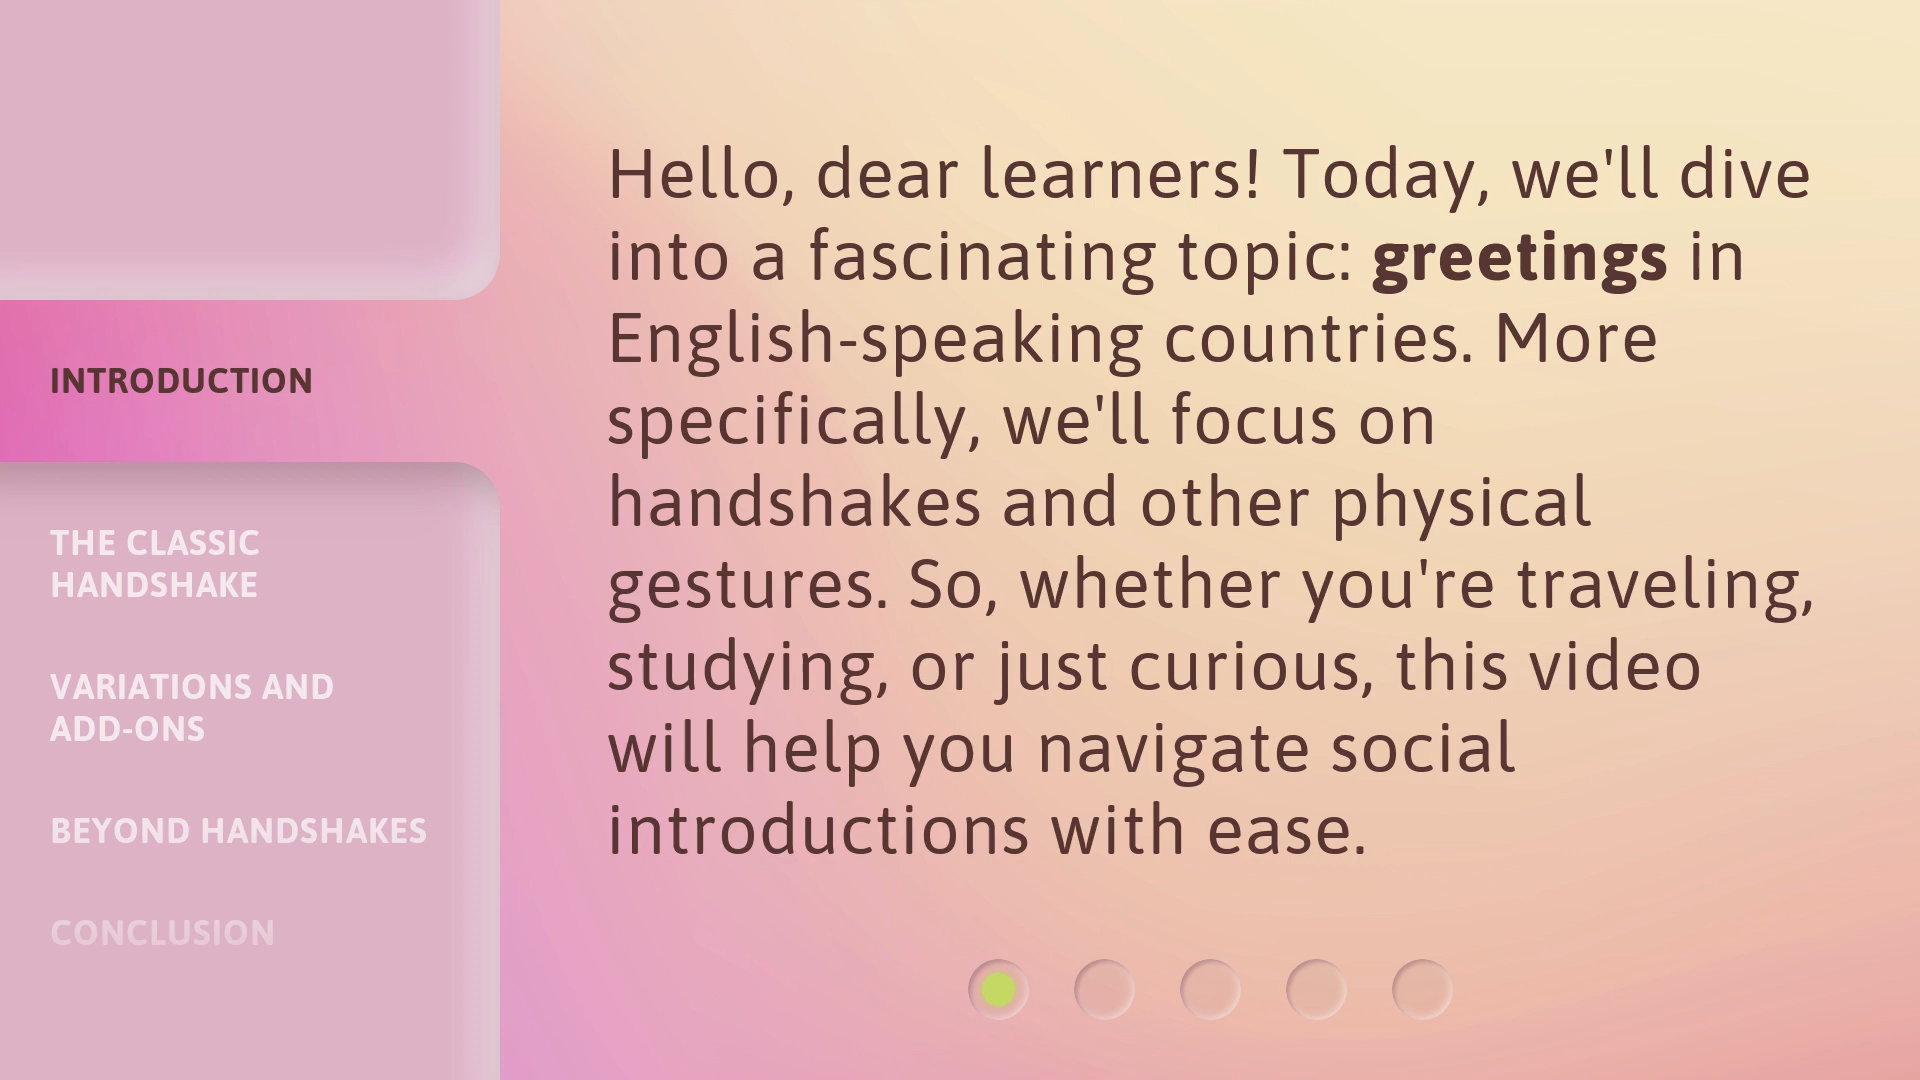 INTRODUCTION
THE CLASSIC
HANDSHAKE
VARIATIONS AND
ADD-ONS
BEYOND HANDSHAKES
CONCLUSION
Hello, dear learners! Today, we'll dive
into a fascinating topic: greetings in
English-speaking countries. More
specifically, we'll focus on
handshakes and other physical
gestures. So, whether you're traveling,
studying, or just curious, this video
will help you navigate social
introductions with ease.